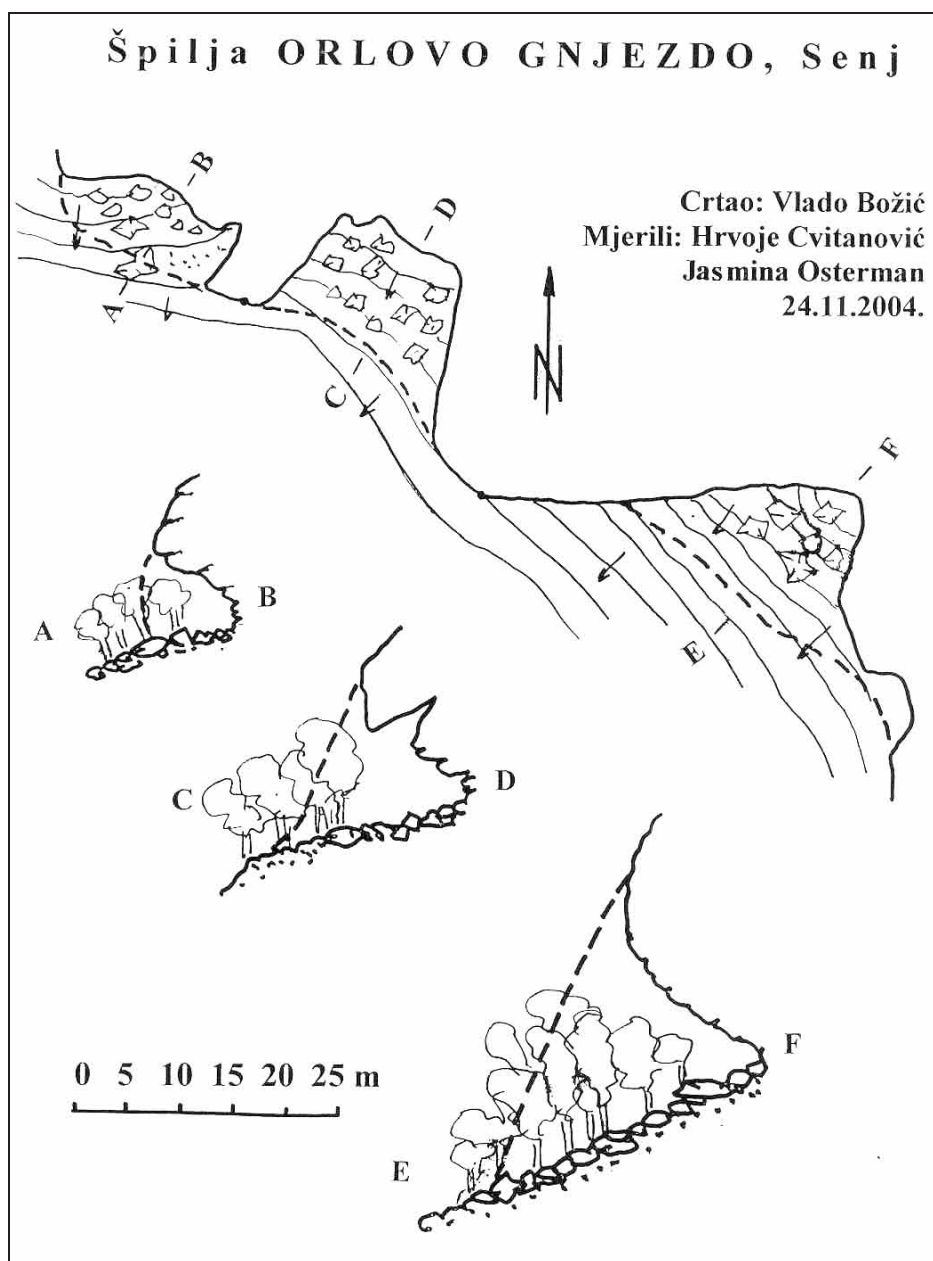 Špilja ORLOVO GNJEZDO, Senj
Crtao: Vlado Božić
Mjerili: Hrvoje Cvitanović
Jasmina Osterman
24.11.2004.
B
D
A
C
N
F
E
A
B
C
D
F
E
0 5 10 15 20 25 m